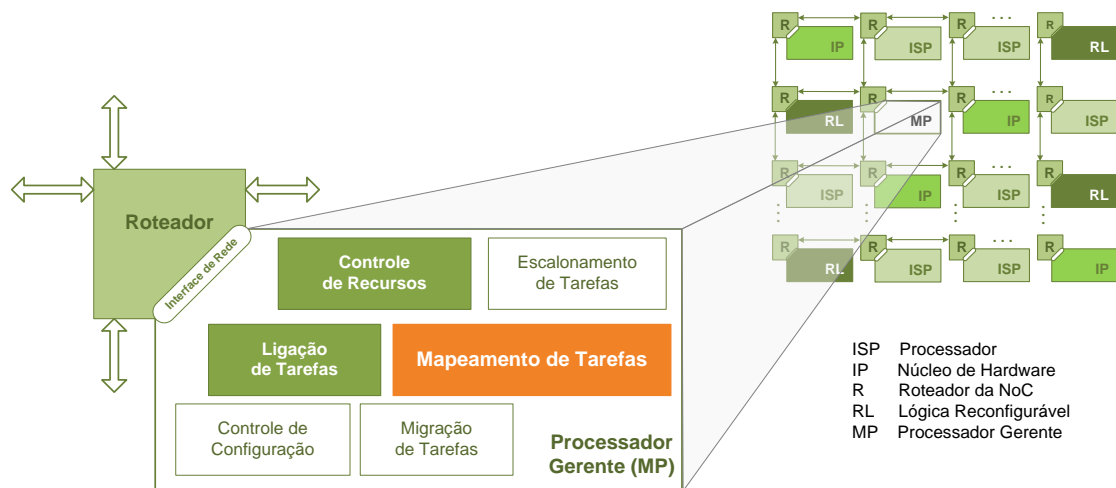 R R R . . . R
IP ISP ISP RL
R R R . . . R
RL MP IP ISP
R R R . . . R
ISP IP ISP RL
R R R . . . R
RL ISP ISP IP
Roteador
Interface de Rede
Controle
de Recursos
Escalonamento
de Tarefas
Ligação
de Tarefas
Mapeamento de Tarefas
Controle de
Configuração
Migração
de Tarefas
Processador
Gerente (MP)
ISP Processador
IP Núcleo de Hardware
R Roteador da NoC
RL Lógica Reconfigurável
MP Processador Gerente